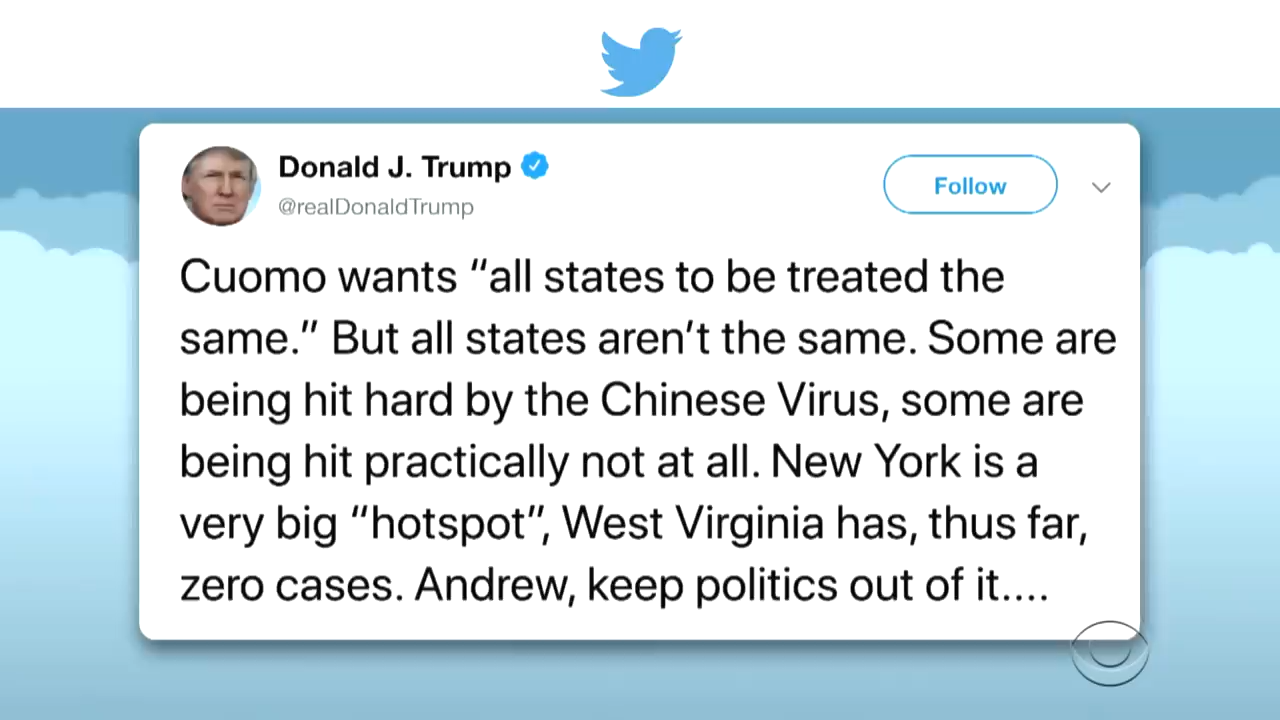 Donald J. Trump
@realDonaldTrump
Follow
Cuomo wants “all states to be treated the
same.” But all states aren’t the same. Some are
being hit hard by the Chinese Virus, some are
being hit practically not at all. New York is a
very big “hotspot”, West Virginia has, thus far,
zero cases. Andrew, keep politics out of it....